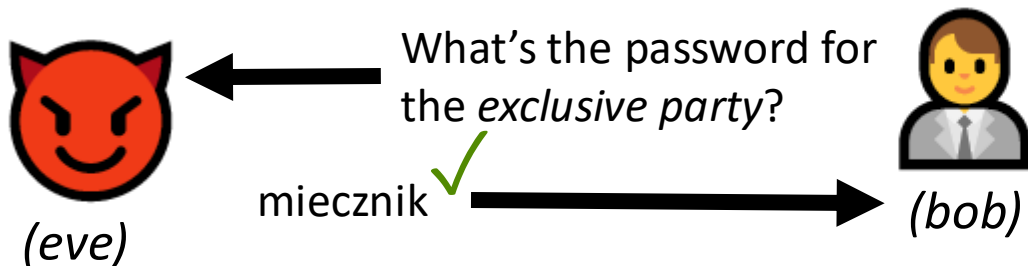 What’s the password for
the exclusive party?
miecznik
(eve)
(bob)